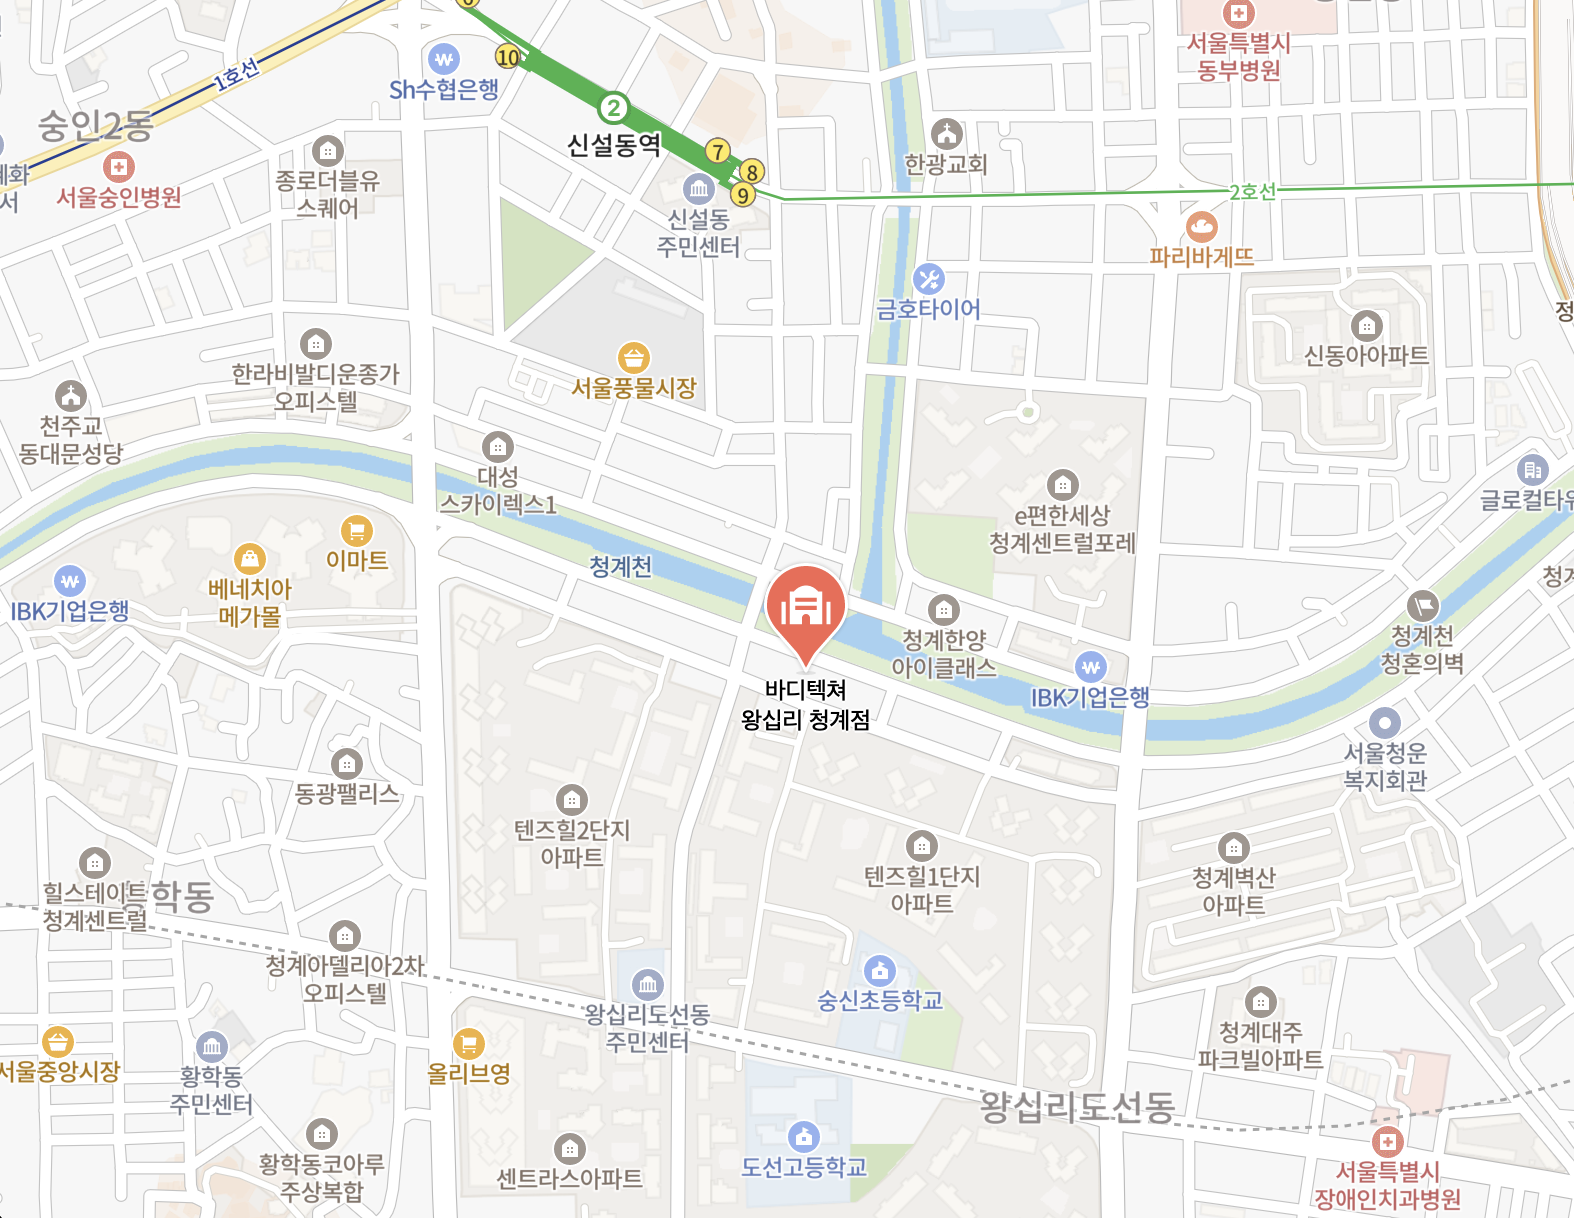 6
10
1호선
Sh수협은행
2
신설동역
7
8
9
서울특별시
동부병원
숭인2동
서울숭인병원
종로더블유
스퀘어
신설동
주민센터
한광교회
2호선
파리바게뜨
금호타이어
신동아아파트
한라비발디운종가
오피스텔
서울풍물시장
천주교
동대문성당
대성
스카이렉스1
e편한세상
청계센트럴포레
글로컬타워
이마트
베네치아
메가몰
IBK기업은행
청계천
청계한양
아이클래스
IBK기업은행
청계천
청혼의벽
바디텍쳐
왕십리 청계점
서울청운
복지회관
동광팰리스
텐즈힐2단지
아파트
텐즈힐1단지
아파트
청계벽산
아파트
힐스테이트
청계센트럴
학동
청계아델리아2차
오피스텔
왕십리도선동
주민센터
숭신초등학교
청계대주
파크빌아파트
서울중앙시장
황학동
주민센터
올리브영
왕십리도선동
황학동코아루
주상복합
센트라스아파트
도선고등학교
서울특별시
장애인치과병원